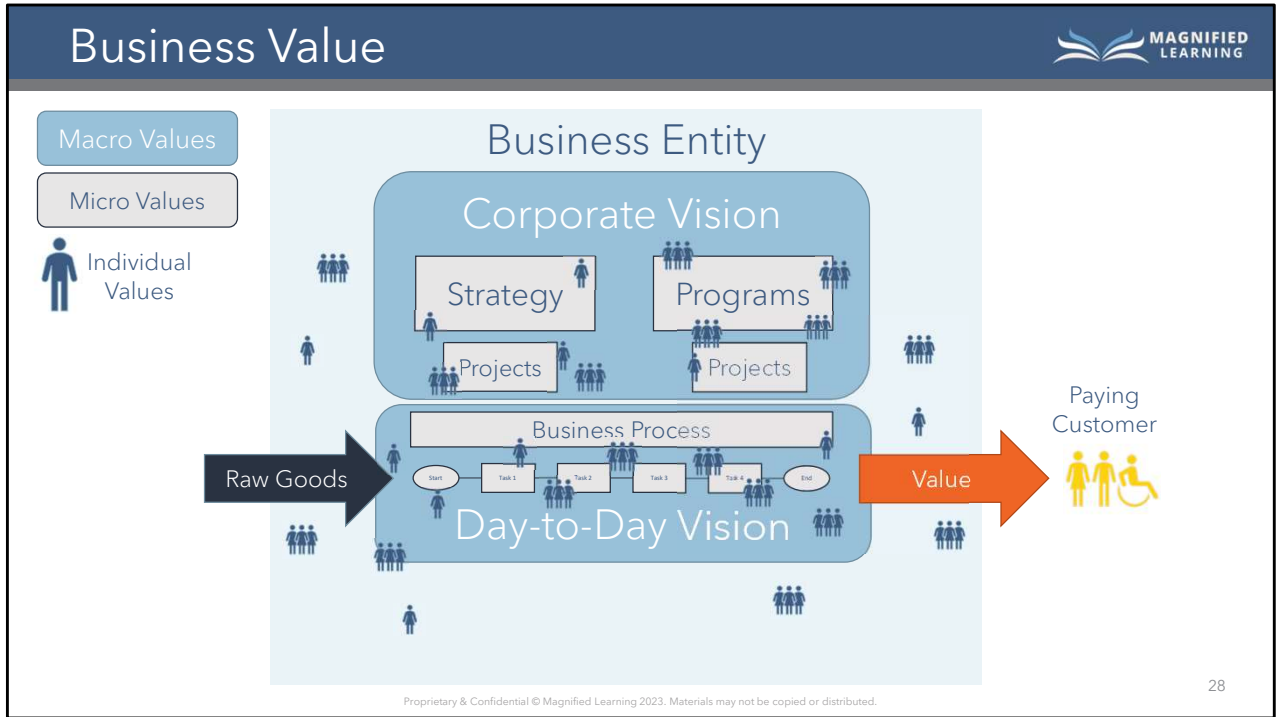 Business Value
MAGNIFIED
LEARNING
Macro Values
Micro Values
Individual
Values
Business Entity
Corporate Vision
Strategy
Programs
Projects
Projects
Business Process
Start
Task 1
Task 2
Task 3
Task 4
End
Day-to-Day Vision
Raw Goods
Value
Paying
Customer
Proprietary & Confidential © Magnified Learning 2023. Materials may not be copied or distributed.
28